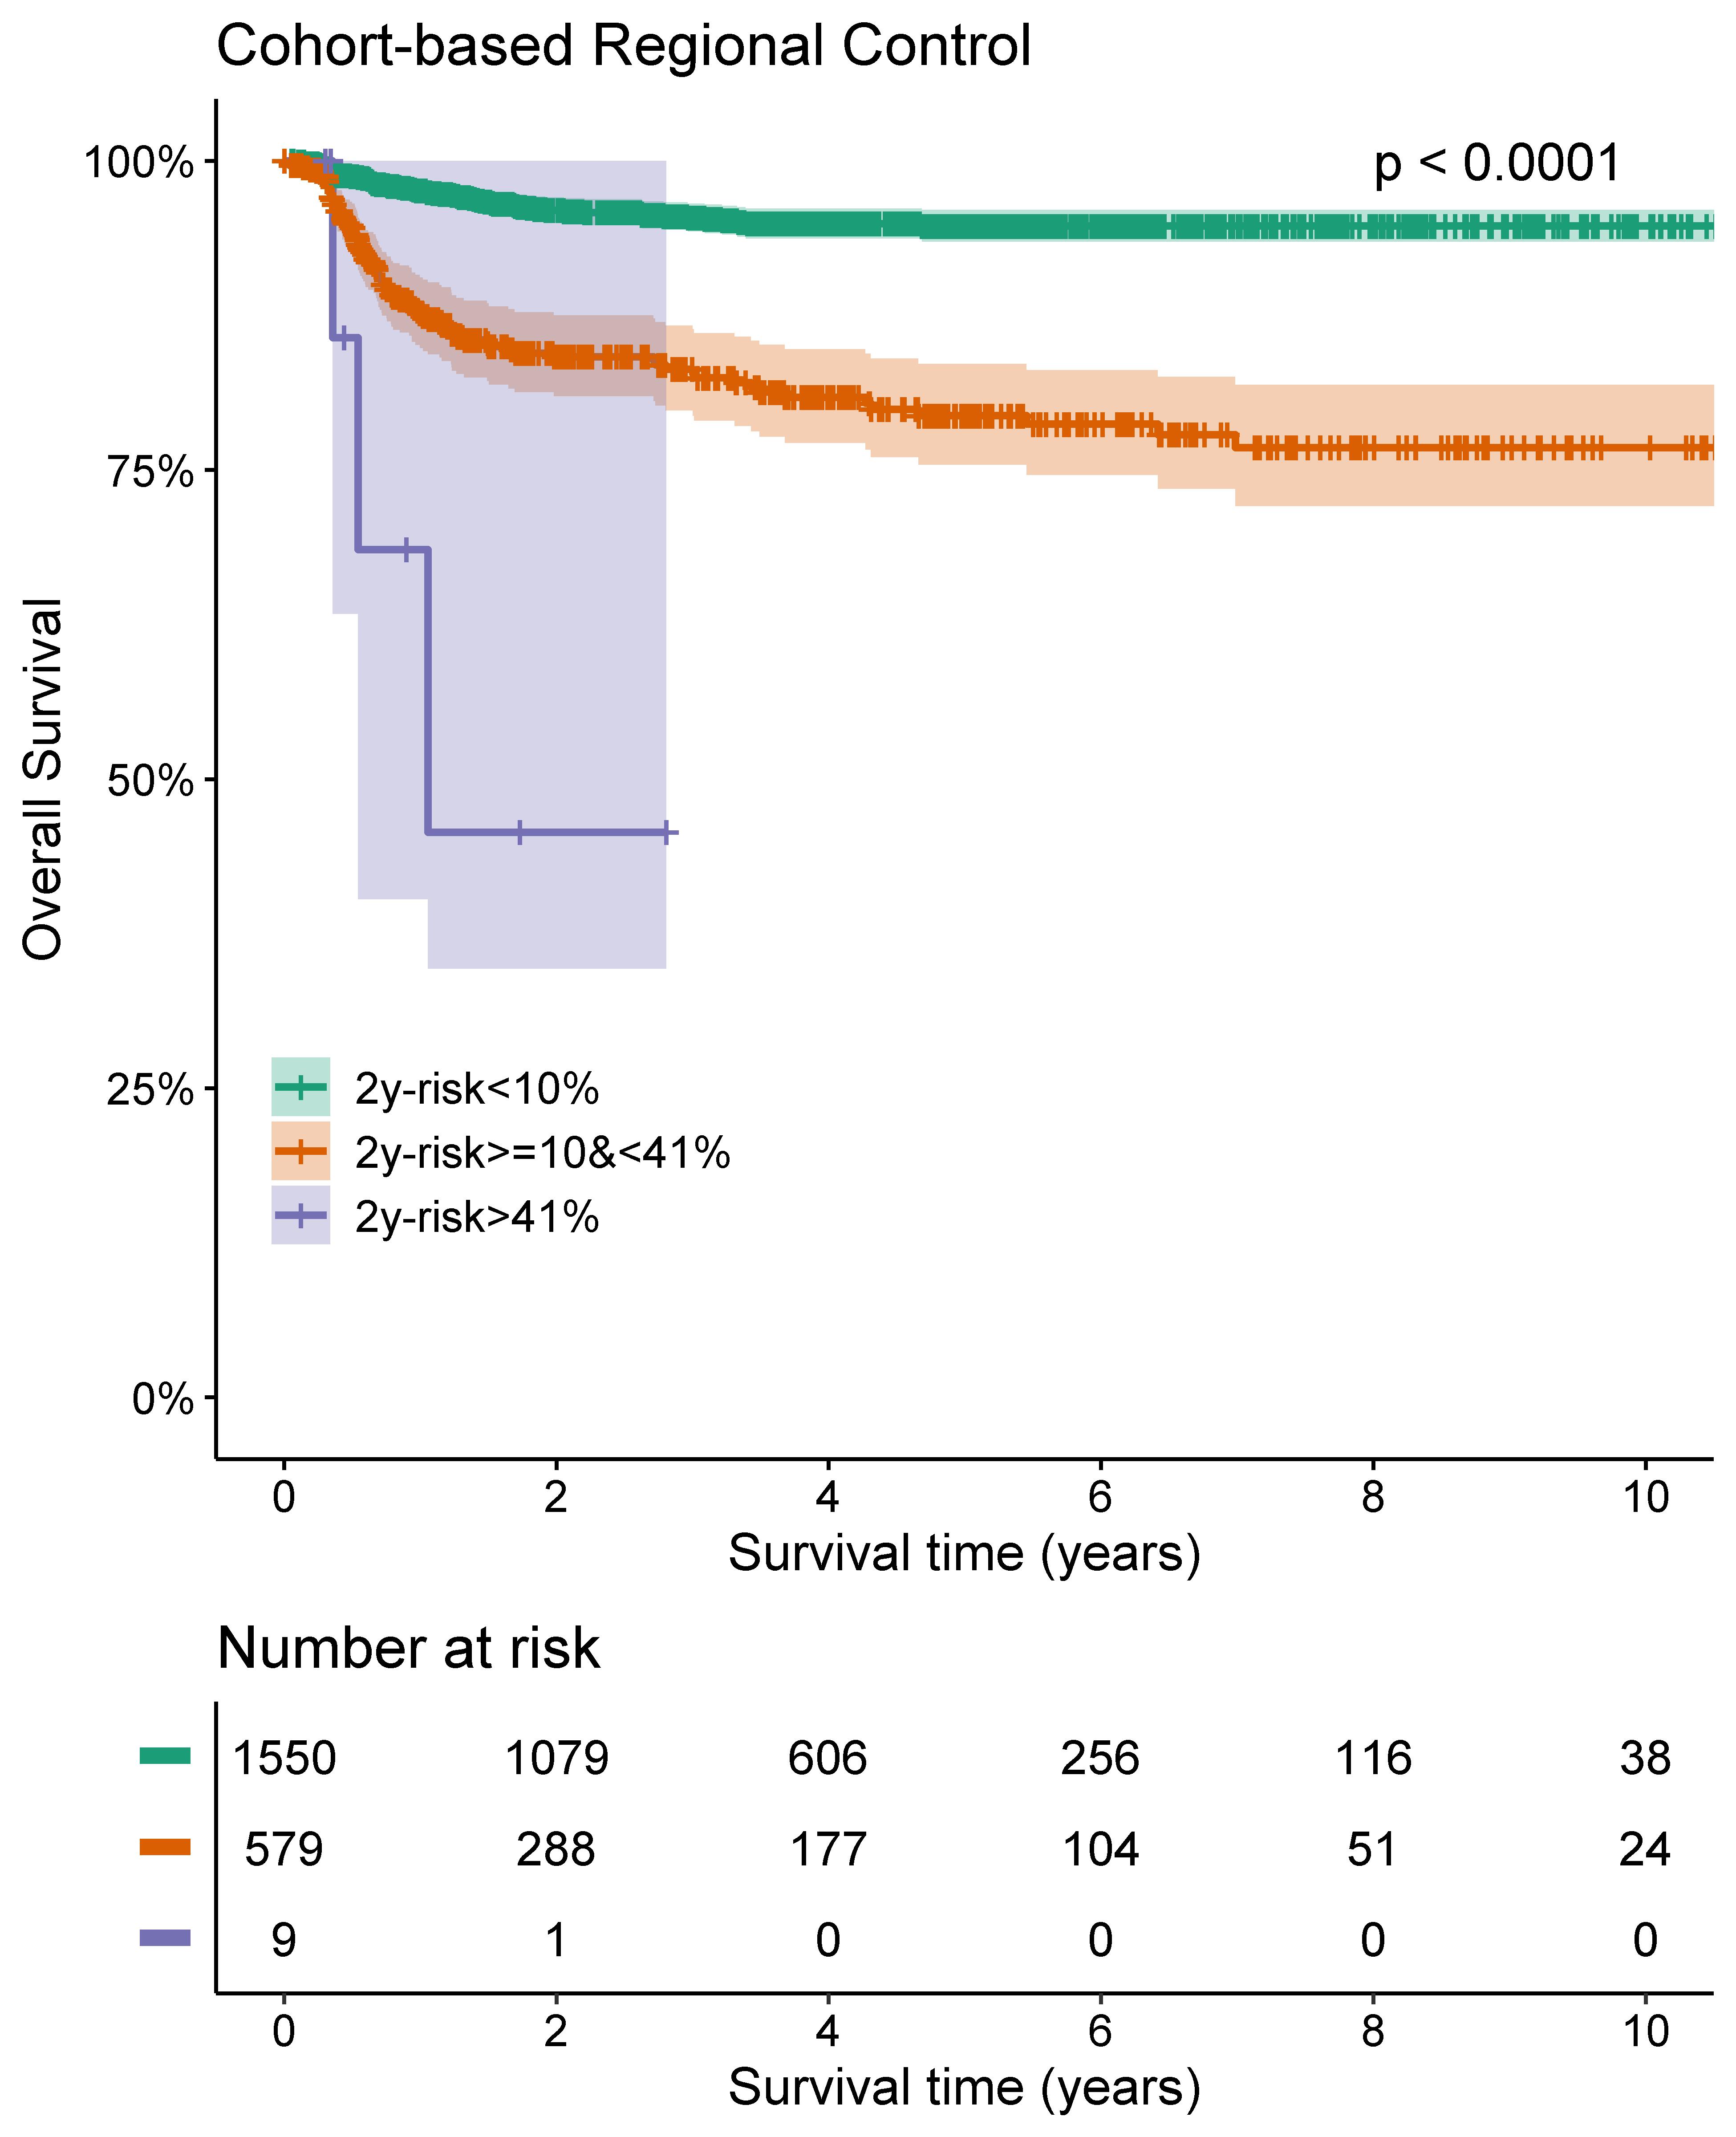 Cohort-based Regional Control
p < 0.0001
100%
75%
50%
25%
0%
Overall Survival
2y-risk<10%
2y-risk>=10&<41%
2y-risk>41%
0 2 4 6 8 10
Survival time (years)
Number at risk
1550 1079 606 256 116 38
579 288 177 104 51 24
9 1 0 0 0 0
0 2 4 6 8 10
Survival time (years)